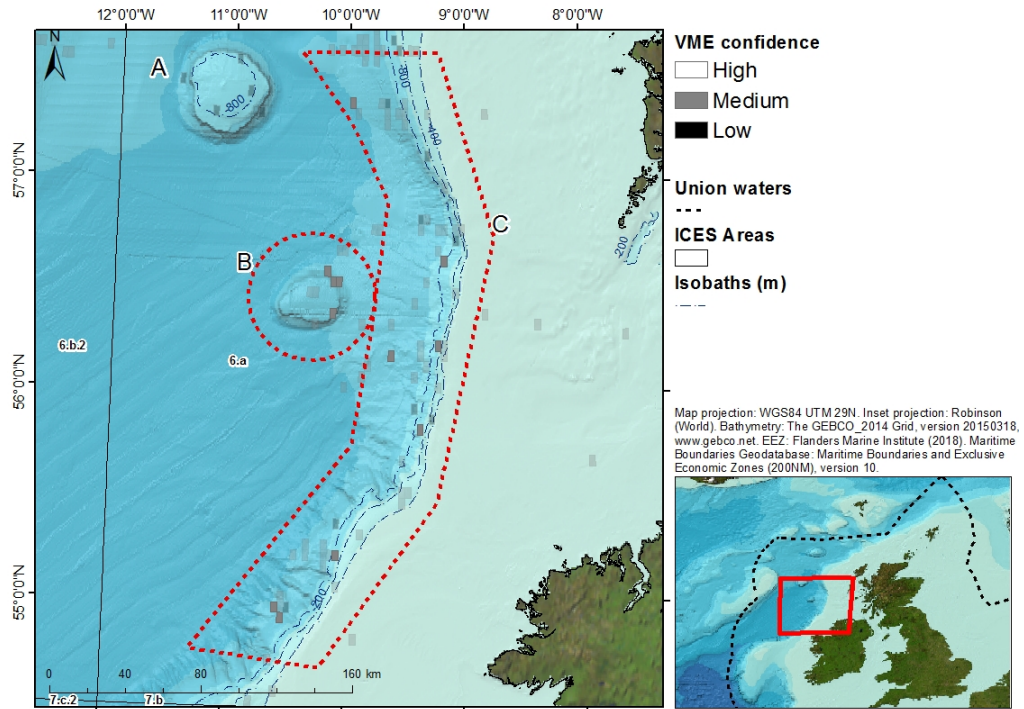 12°0'0"W 11°0'0"W 10°0'0"W 9°0'0"W 8°0'0"W
N
A
B
C
57°0'0"N
56°0'0"N
55°0'0"N
-800
-800
-400
-200
-200
6.b.2
6.a
7.c.2
7.b
0 40 80 160 km
VME confidence
High
Medium
Low
Union waters
ICES Areas
Isobaths (m)
Map projection: WGS84 UTM 29N. Inset projection: Robinson
(World). Bathymetry: The GEBCO_2014 Grid, version 20150318,
www.gebco.net. EEZ: Flanders Marine Institute (2018). Maritime
Boundaries Geodatabase: Maritime Boundaries and Exclusive
Economic Zones (200NM), version 10.